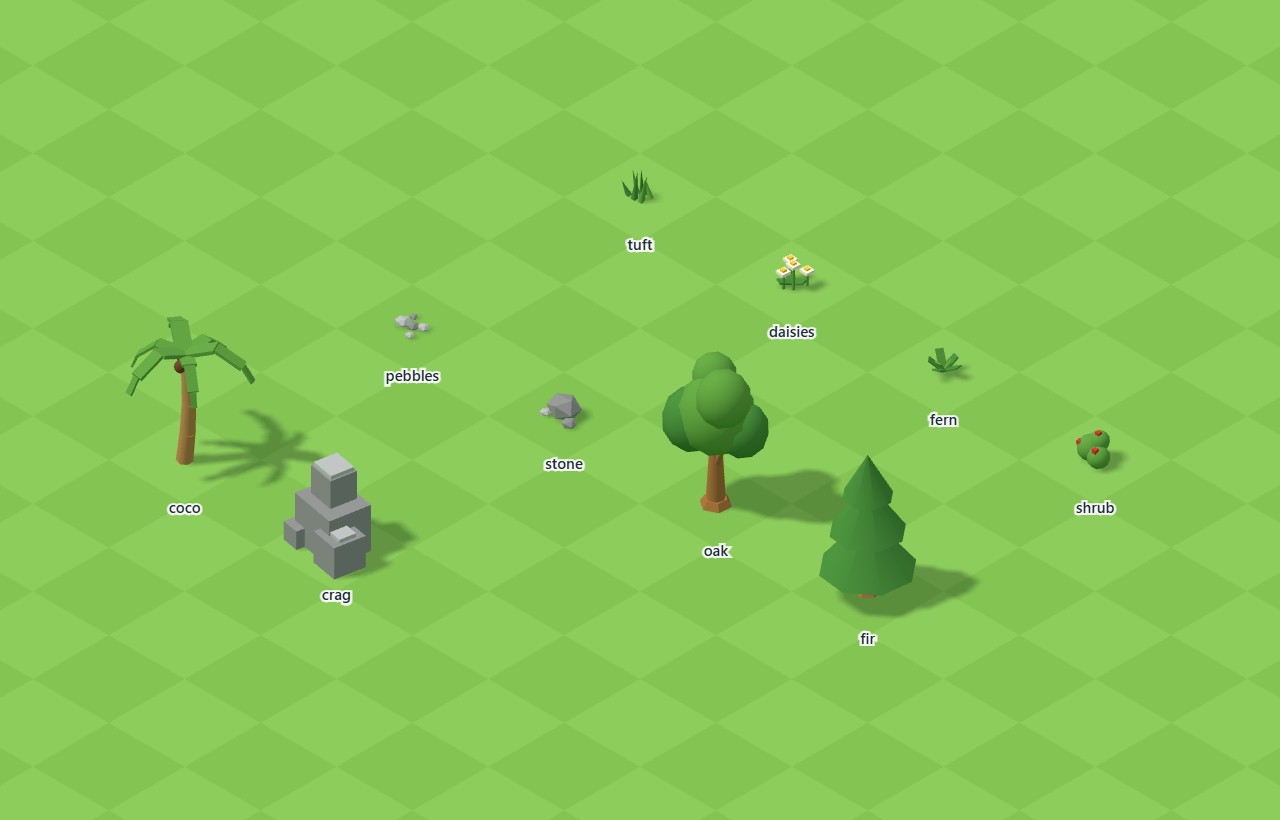 tuft
daisies
pebbles
fern
stone
coco
shrub
oak
crag
fir